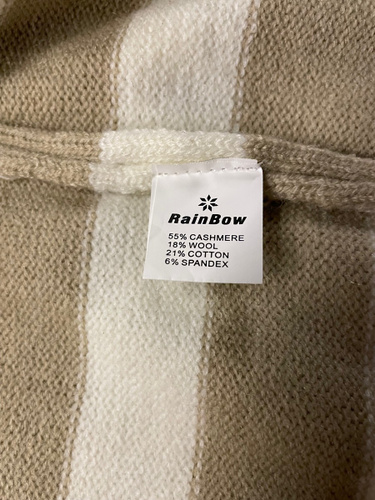 RainBow
55% CASHMERE
18% WOOL
21% COTTON
6% SPANDEX